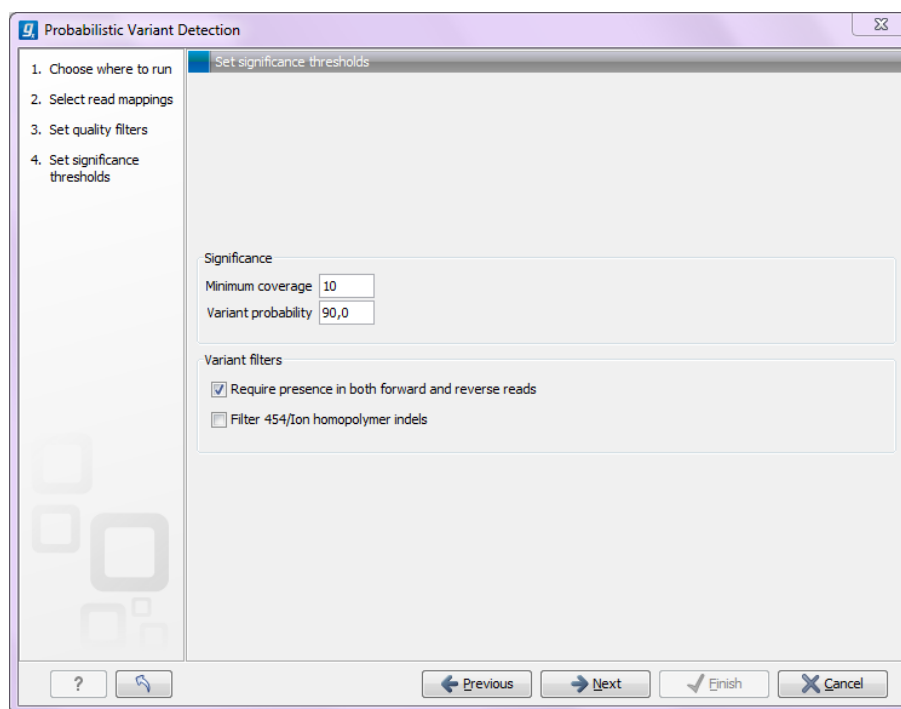 Probabilistic Variant Detection
1. Choose where to run
2. Select read mappings
3. Set quality filters
4. Set significance
thresholds
Set significance thresholds
Significance
Minimum coverage 10
Variant probability 90,0
Variant filters
Require presence in both forward and reverse reads
Filter 454/Ion homopolymer indels
? Previous Next Finish Cancel